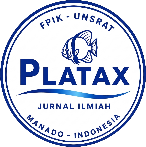 FPIK - UNSRAT
PLATAX
JURNAL ILMIAH
MANADO - INDONESIA